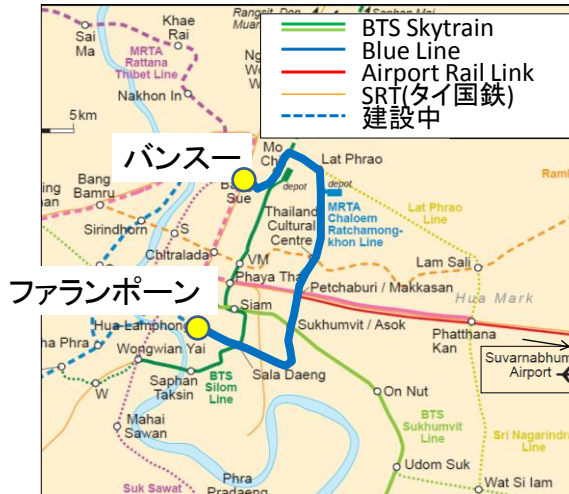 Rangsit
Khae
Rai
Sai
Ma
MRTA
Rattana
Thibet Line
Nakhon In
5km
BTS Skytrain
Blue Line
Airport Rail Link
SRT(タイ国鉄)
建設中
バンスー
Mo
Lat Phrao
depot
depot
Sue
Bang
Bamru
Sirindhorn
S
Chitralada
Thailand
Cultural
Centre
MRTA
Chaloem
Ratchamong-
khon Line
Lat Phrao
Line
Lam Sali
VM
Phaya Thai
ファランポーン
Hua Lamphong
Siam
Petchaburi / Makkasan
Hua Mark
Sukhumvit / Asok
Phatthana
Kan
Suvarnabhum
Airport
Wongwian Yai
W
Saphan
Taksin
BTS
Silom
Line
Sala Daeng
On Nut
Mahai
Sawan
BTS
Sukhumvit
Line
Sri Nagarindra
Line
Udom Suk
Phra
Pradaeng
Suk Sawat
Wat Si Iam